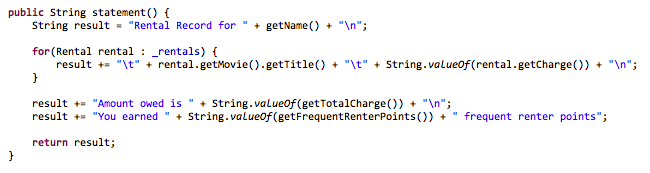 public String statement() {
    String result = "Rental Record for " + getName() + "\n";

    for(Rental rental : _rentals) {
        result += "\t" + rental.getMovie().getTitle() + "\t" + String.valueOf(rental.getCharge()) + "\n";
    }

    result += "Amount owed is " + String.valueOf(getTotalCharge()) + "\n";
    result += "You earned " + String.valueOf(getFrequentRenterPoints()) + " frequent renter points";

    return result;
}